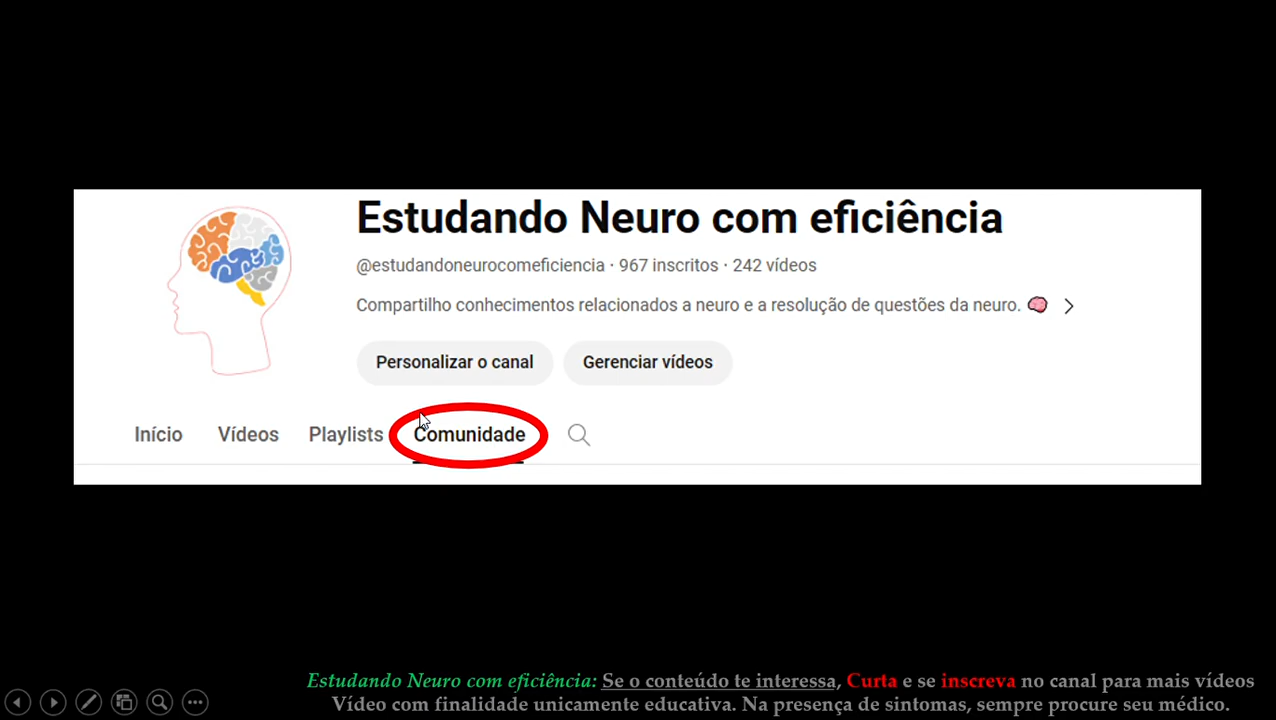 Estudando Neuro com eficiência
@estudandoneurocomeficiencia · 967 inscritos · 242 vídeos
Compartilho conhecimentos relacionados a neuro e a resolução de questões da neuro. 🧠
Personalizar o canal Gerenciar vídeos
Início Vídeos Playlists Comunidade
Estudando Neuro com eficiência: Se o conteúdo te interessa, Curta e se inscreva no canal para mais vídeos
Vídeo com finalidade unicamente educativa. Na presença de sintomas, sempre procure seu médico.